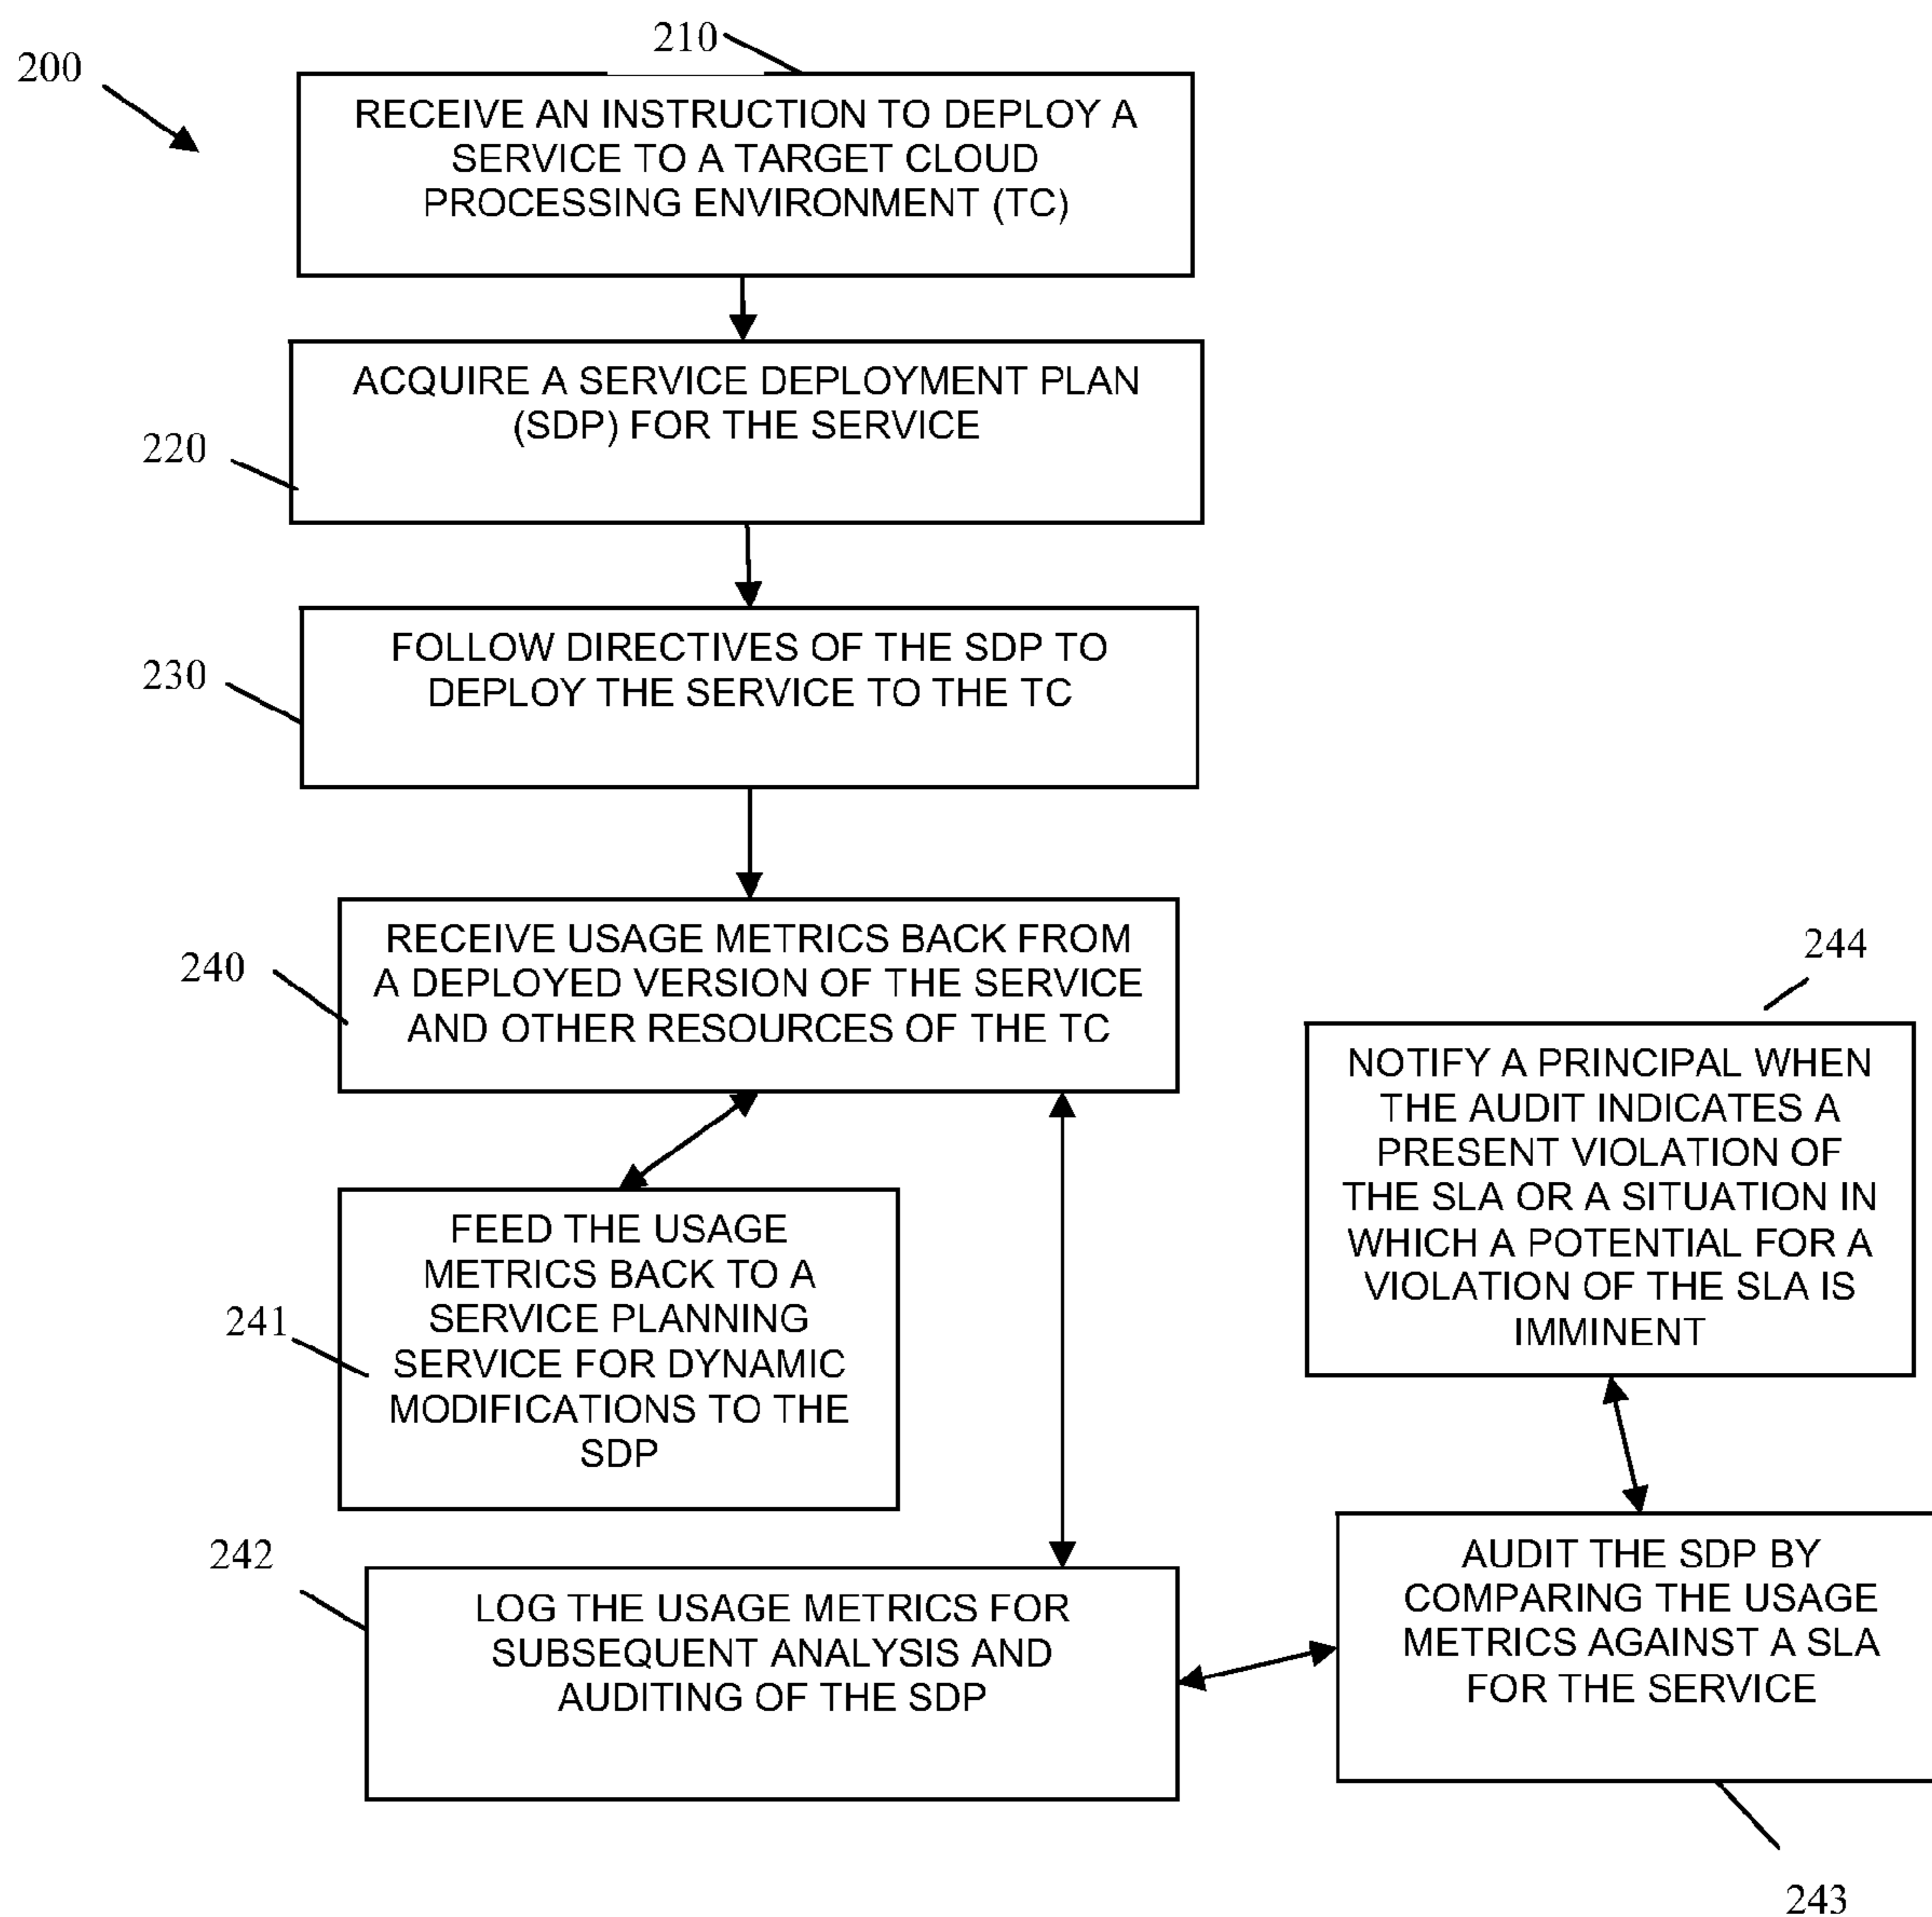 200
210
RECEIVE AN INSTRUCTION TO DEPLOY A
SERVICE TO A TARGET CLOUD
PROCESSING ENVIRONMENT (TC)
220
ACQUIRE A SERVICE DEPLOYMENT PLAN
(SDP) FOR THE SERVICE
230
FOLLOW DIRECTIVES OF THE SDP TO
DEPLOY THE SERVICE TO THE TC
240
RECEIVE USAGE METRICS BACK FROM
A DEPLOYED VERSION OF THE SERVICE
AND OTHER RESOURCES OF THE TC
241
FEED THE USAGE
METRICS BACK TO A
SERVICE PLANNING
SERVICE FOR DYNAMIC
MODIFICATIONS TO THE
SDP
242
LOG THE USAGE METRICS FOR
SUBSEQUENT ANALYSIS AND
AUDITING OF THE SDP
244
NOTIFY A PRINCIPAL WHEN
THE AUDIT INDICATES A
PRESENT VIOLATION OF
THE SLA OR A SITUATION IN
WHICH A POTENTIAL FOR A
VIOLATION OF THE SLA IS
IMMINENT
AUDIT THE SDP BY
COMPARING THE USAGE
METRICS AGAINST A SLA
FOR THE SERVICE
243